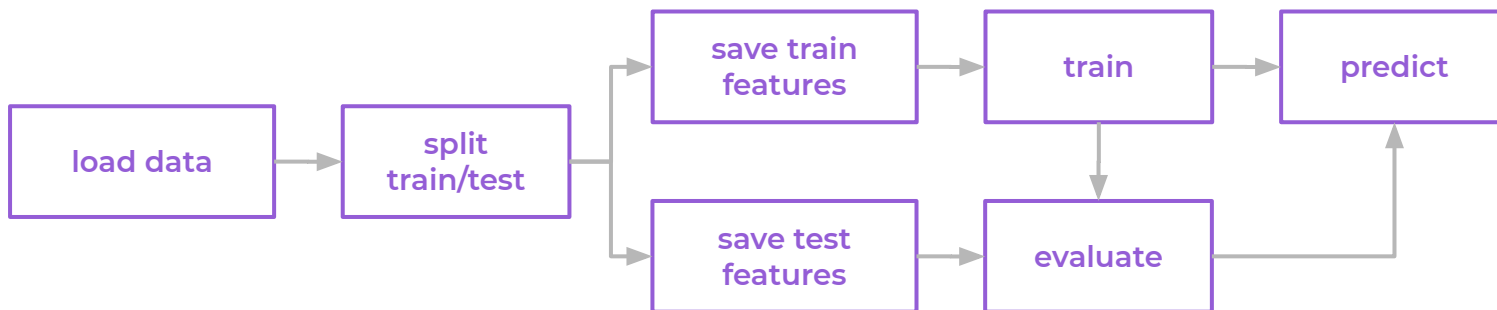 load data
split
train/test
save train
features
train
predict
save test
features
evaluate